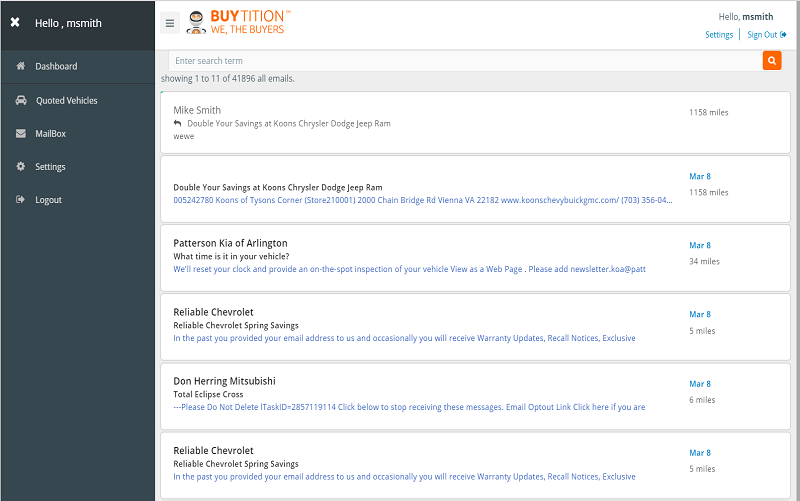 Hello , msmith
Dashboard
Quoted Vehicles
MailBox
Settings
Logout
BUYTITION™
WE, THE BUYERS
Hello, msmith
Settings
Sign Out
Enter search term
showing 1 to 11 of 41896 all emails.
Mike Smith
1158 miles
Double Your Savings at Koons Chrysler Dodge Jeep Ram
wewe
Mar 8
Double Your Savings at Koons Chrysler Dodge Jeep Ram
1158 miles
005242780 Koons of Tysons Corner (Store210001) 2000 Chain Bridge Rd Vienna VA 22182 www.koonschevybuickgmc.com/ (703) 356-04...
Patterson Kia of Arlington
Mar 8
What time is it in your vehicle?
34 miles
We'll reset your clock and provide an on-the-spot inspection of your vehicle View as a Web Page . Please add newsletter.koa@patt
Reliable Chevrolet
Mar 8
Reliable Chevrolet Spring Savings
5 miles
In the past you provided your email address to us and occasionally you will receive Warranty Updates, Recall Notices, Exclusive
Don Herring Mitsubishi
Mar 8
Total Eclipse Cross
6 miles
---Please Do Not Delete lTaskID=2857119114 Click below to stop receiving these messages. Email Optout Link Click here if you are
Reliable Chevrolet
Mar 8
Reliable Chevrolet Spring Savings
5 miles
In the past you provided your email address to us and occasionally you will receive Warranty Updates, Recall Notices, Exclusive